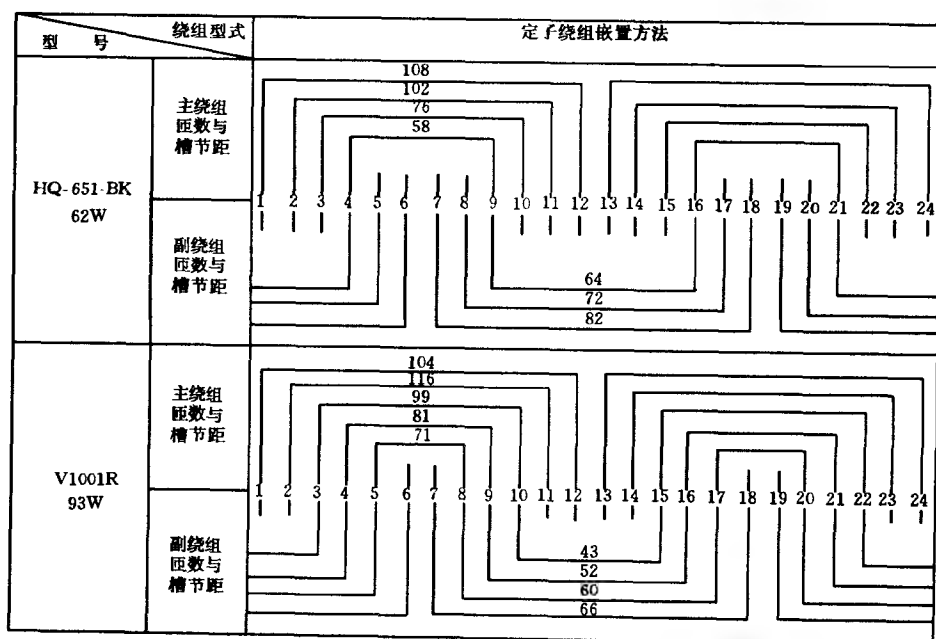 绕组型式
型 号
定子绕组嵌置方法
HQ-651-BK
62W
主绕组
匝数与
槽节距
108
102
76
58
1 2 3 4 5 6 7 8 9 10 11 12 13 14 15 16 17 18 19 20 21 22 23 24
副绕组
匝数与
槽节距
64
72
82
V1001R
93W
主绕组
匝数与
槽节距
104
116
99
81
71
1 2 3 4 5 6 7 8 9 10 11 12 13 14 15 16 17 18 19 20 21 22 23 24
副绕组
匝数与
槽节距
43
52
60
66